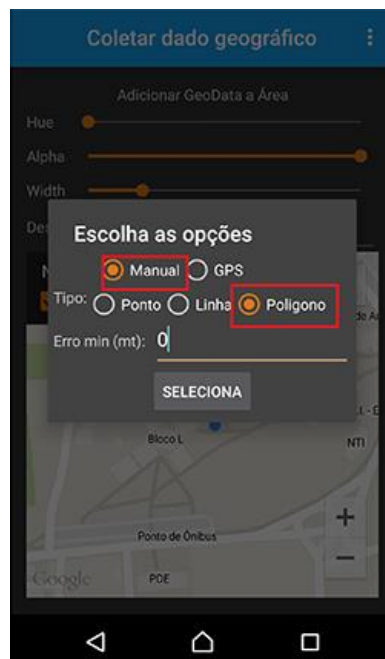 Coletar dado geográfico
Adicionar GeoData a Área
Hue
Alpha
Width
Escolha as opções
Manual GPS
Tipo: Ponto Linha Poligono
Erro min (mt): 0
SELECIONA
Bloco L
NTI
Ponto de Ônibus
Google
PDE